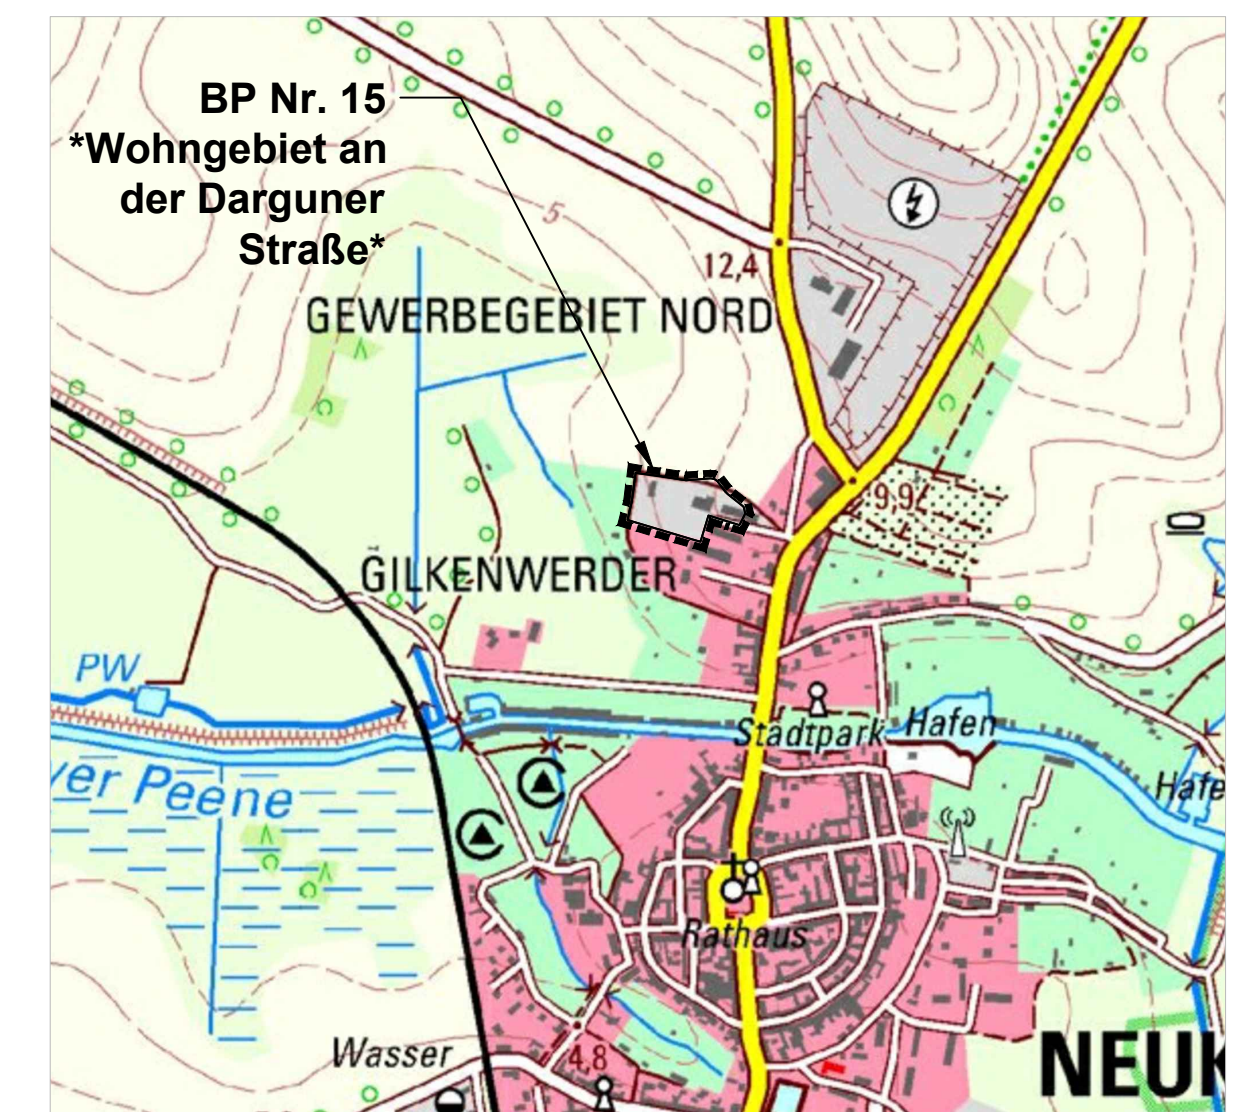 BP Nr. 15
*Wohngebiet an
der Darguner
Straße*
5
12,4
GEWERBEGEBIET NORD
9,9
GILKENWERDER
PW
Stadtpark
Hafen
Hafe
ver Peene
Rathaus
Wasser
4,8
NEUK